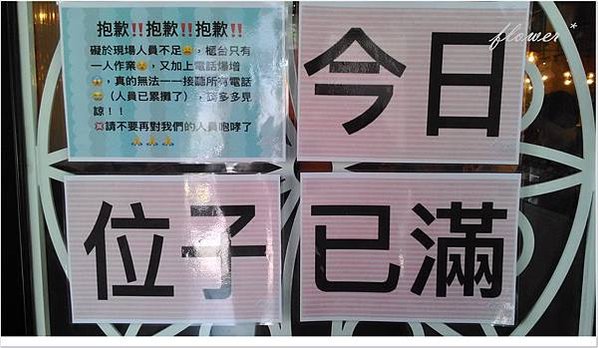 抱歉‼️抱歉‼️抱歉‼️
礙於現場人員不足😫，櫃台只有
一人作業😫，又加上電話爆增
😱，真的無法一一接聽所有電話
😭（人員已累攤了），請多多見
諒！！
💢請不要再對我們的人員咆哮了
🙏🙏🙏
今日
位子已滿
flower *